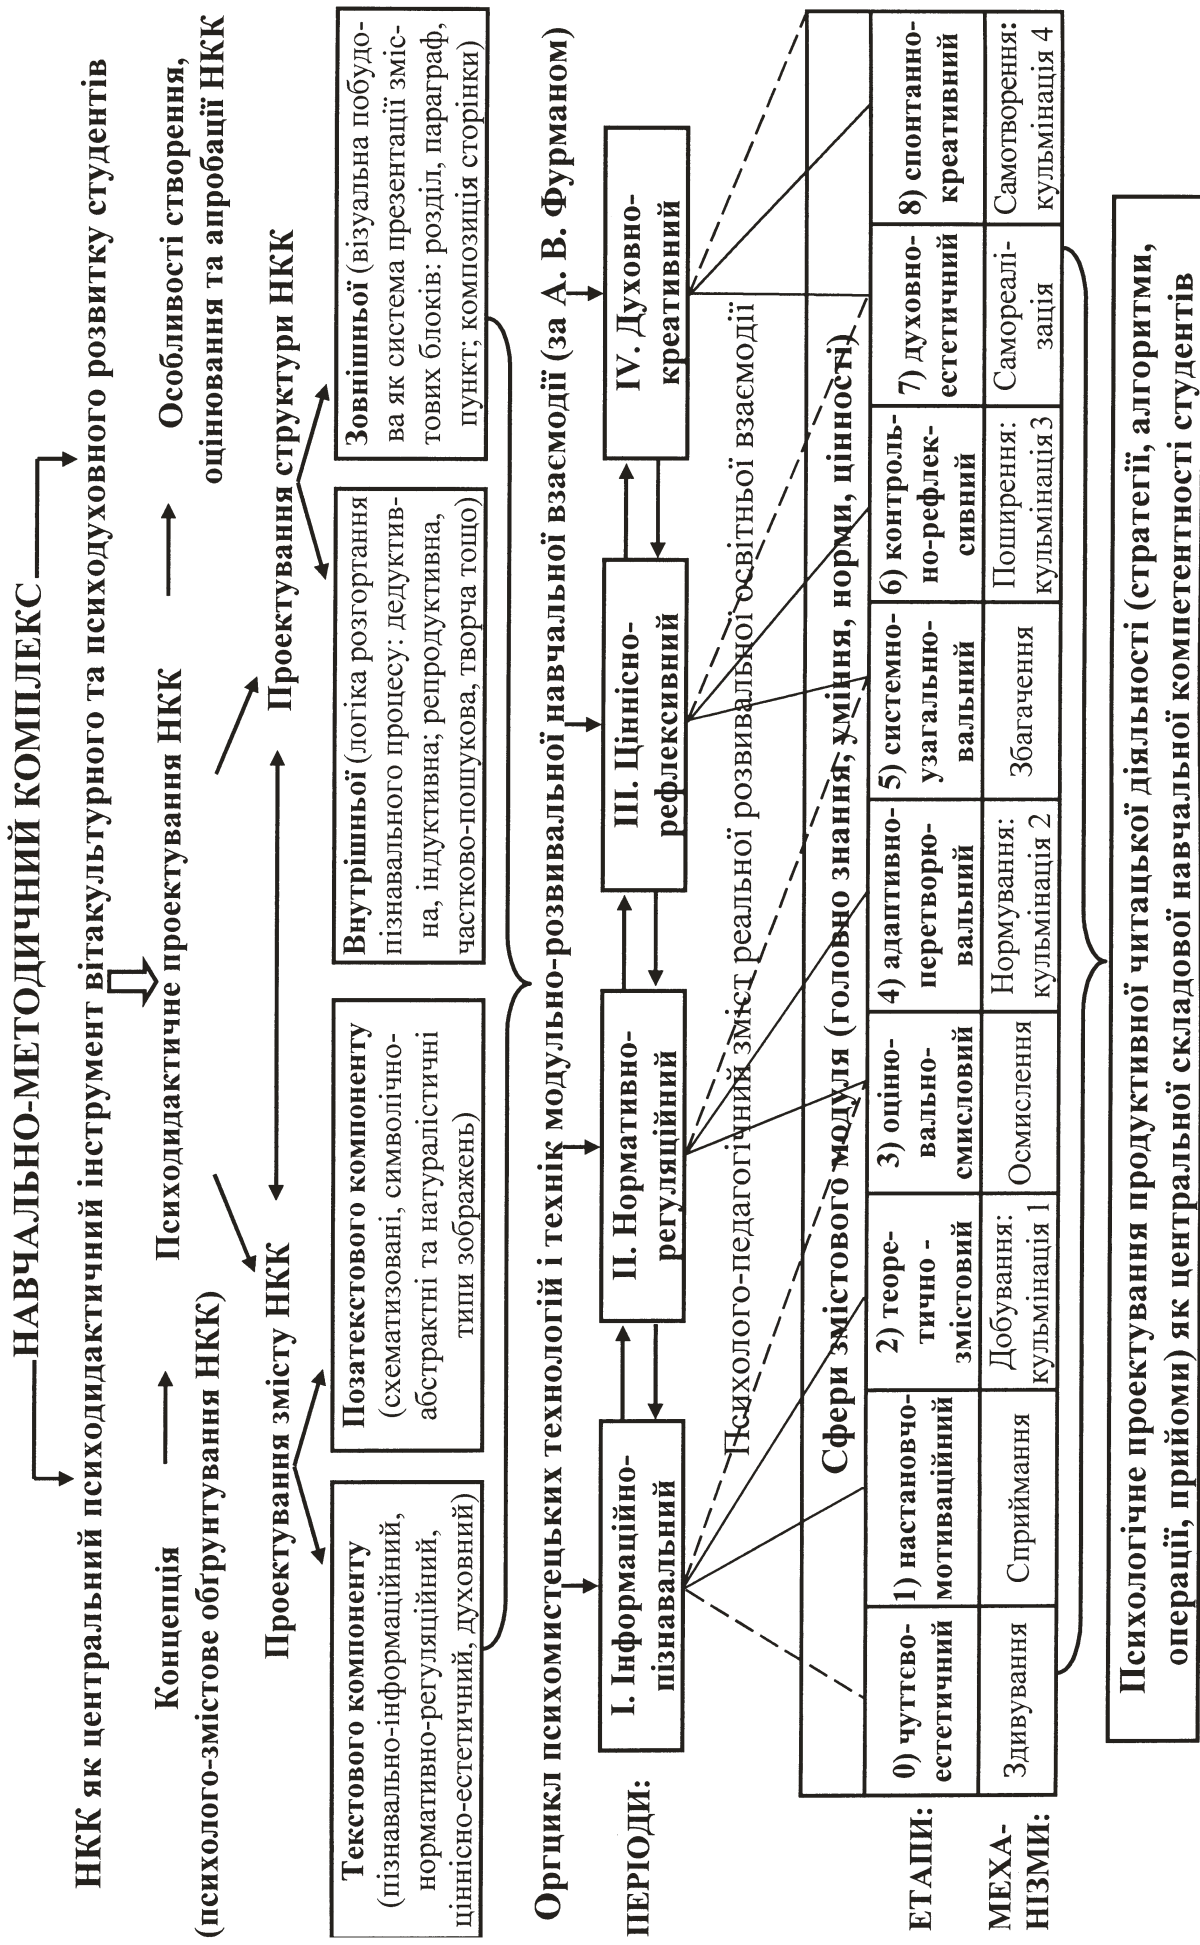 НАВЧАЛЬНО-МЕТОДИЧНИЙ КОМПЛЕКС
НКК як центральний психодидактичний інструмент вітакультурного та психодуховного розвитку студентів
Концепція
(психолого-змістове обґрунтування НКК)
Психодидактичне проектування НКК
Особливості створення,
оцінювання та апробації НКК
Проектування змісту НКК
Проектування структури НКК
Текстового компоненту
(пізнавально-інформаційний,
нормативно-регуляційний,
ціннісно-естетичний, духовний)
Позатекстового компоненту
(схематизовані, символічно-
абстрактні та натуралістичні
типи зображень)
Внутрішньої (логіка розгортання
пізнавального процесу: дедуктив-
на, індуктивна; репродуктивна,
частково-пошукова, творча тощо)
Зовнішньої (візуальна побудо-
ва як система презентації зміс-
тових блоків: розділ, параграф,
пункт; композиція сторінки)
Оргцикл психомистецьких технологій і технік модульно-розвивальної навчальної взаємодії (за А. В. Фурманом)
ПЕРІОДИ:
I. Інформаційно-
пізнавальний
II. Нормативно-
регуляційний
III. Ціннісно-
рефлексивний
IV. Духовно-
креативний
Психолого-педагогічний зміст реальної розвивальної освітньої взаємодії
Сфери змістового модуля (головно знання, уміння, норми, цінності)
ЕТАПИ:
0) чуттєво-
естетичний
1) настановчо-
мотиваційний
2) теоре-
тично -
змістовий
3) оціню-
вально-
смисловий
4) адаптивно-
перетворю-
вальний
5) системно-
узагальню-
вальний
6) контроль-
но-рефлек-
сивний
7) духовно-
естетичний
8) спонтанно-
креативний
МЕХА-
НІЗМИ:
Здивування
Сприймання
Добування:
кульмінація 1
Осмислення
Нормування:
кульмінація 2
Збагачення
Поширення:
кульмінація 3
Самореалі-
зація
Самотворення:
кульмінація 4
Психологічне проектування продуктивної читацької діяльності (стратегії, алгоритми,
операції, прийоми) як центральної складової навчальної компетентності студентів